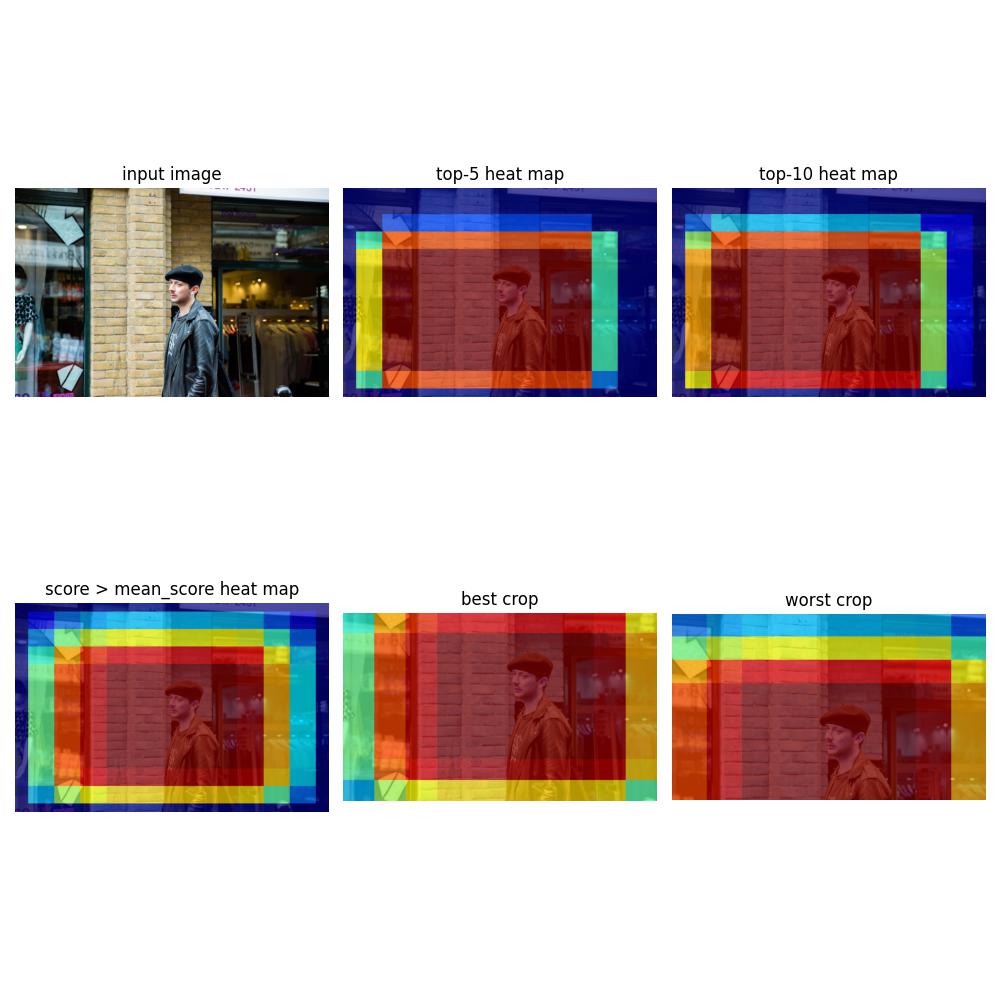 input image
top-5 heat map
top-10 heat map
score > mean_score heat map
best crop
worst crop